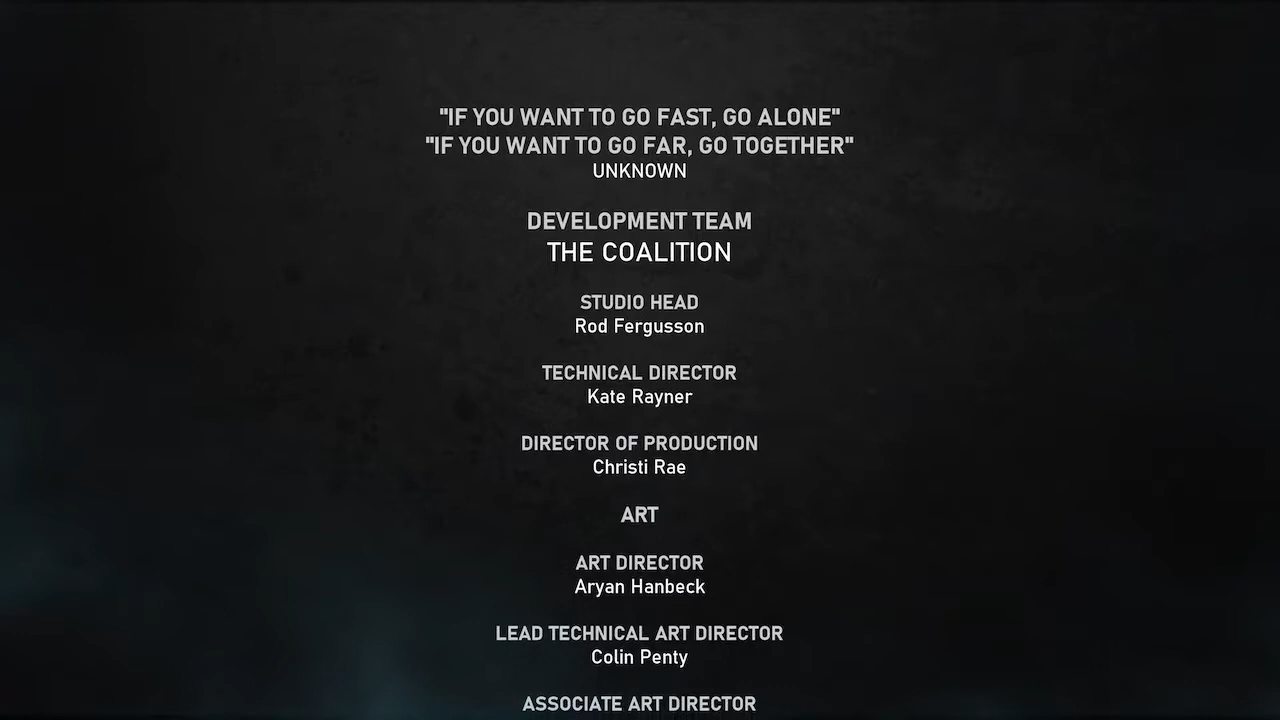 "IF YOU WANT TO GO FAST, GO ALONE"
"IF YOU WANT TO GO FAR, GO TOGETHER"
UNKNOWN
DEVELOPMENT TEAM
THE COALITION
STUDIO HEAD
Rod Fergusson
TECHNICAL DIRECTOR
Kate Rayner
DIRECTOR OF PRODUCTION
Christi Rae
ART
ART DIRECTOR
Aryan Hanbeck
LEAD TECHNICAL ART DIRECTOR
Colin Penty
ASSOCIATE ART DIRECTOR